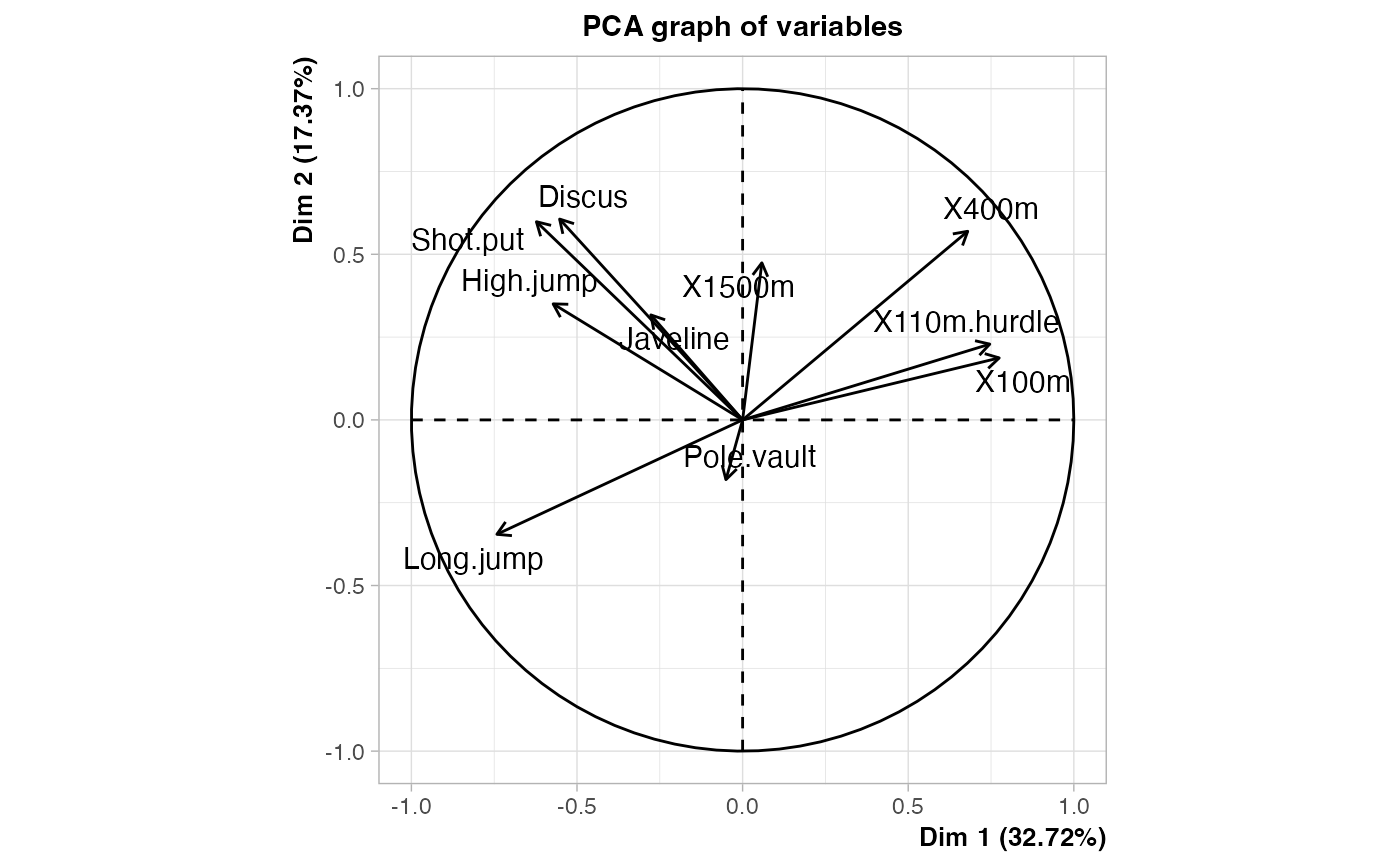 PCA graph of variables
Dim 2 (17.37%)
1.0
0.5
0.0
-0.5
-1.0
Discus
X400m
Shot.put
High.jump
X1500m
X110m.hurdle
Javeline
X100m
Pole.vault
Long.jump
-1.0
-0.5
0.0
0.5
1.0
Dim 1 (32.72%)